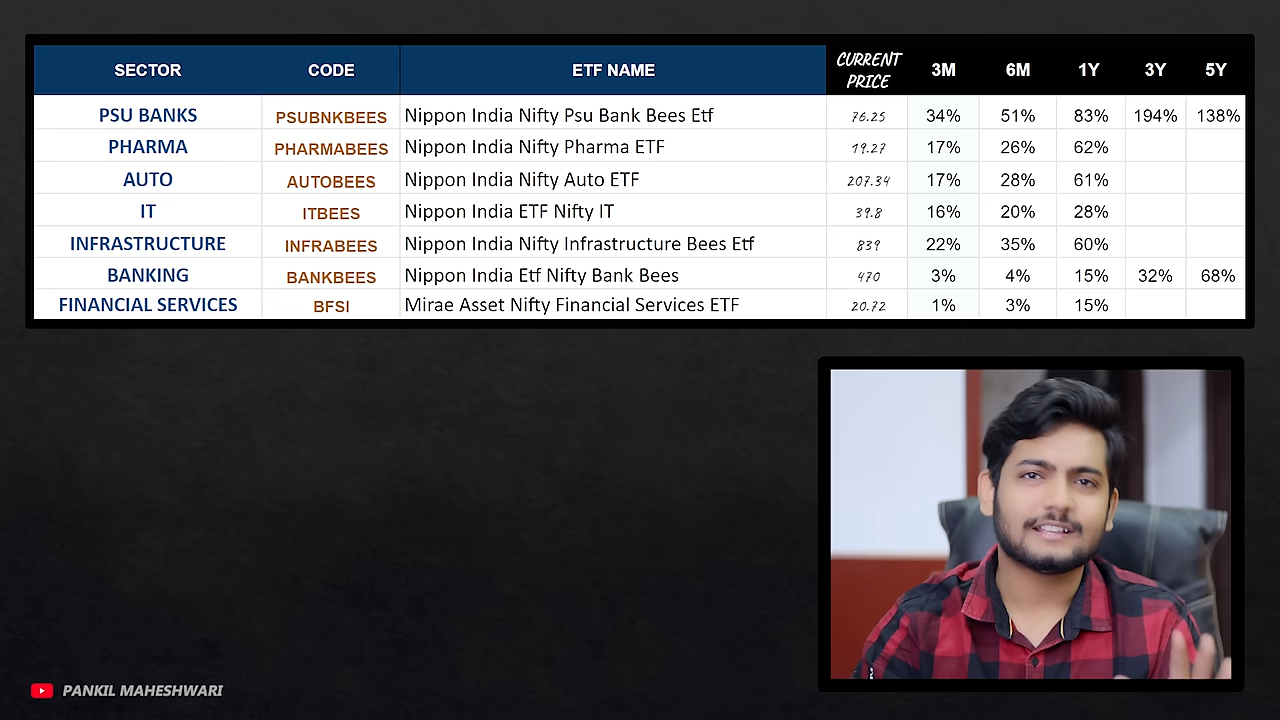 SECTOR CODE ETF NAME CURRENT PRICE 3M 6M 1Y 3Y 5Y
PSU BANKS PSUBNKBEES Nippon India Nifty Psu Bank Bees Etf 76.25 34% 51% 83% 194% 138%
PHARMA PHARMABEES Nippon India Nifty Pharma ETF 19.27 17% 26% 62%
AUTO AUTOBEES Nippon India Nifty Auto ETF 207.34 17% 28% 61%
IT ITBEES Nippon India ETF Nifty IT 39.8 16% 20% 28%
INFRASTRUCTURE INFRABEES Nippon India Nifty Infrastructure Bees Etf 839 22% 35% 60%
BANKING BANKBEES Nippon India Etf Nifty Bank Bees 470 3% 4% 15% 32% 68%
FINANCIAL SERVICES BFSI Mirae Asset Nifty Financial Services ETF 20.72 1% 3% 15%
PANKIL MAHESHWARI